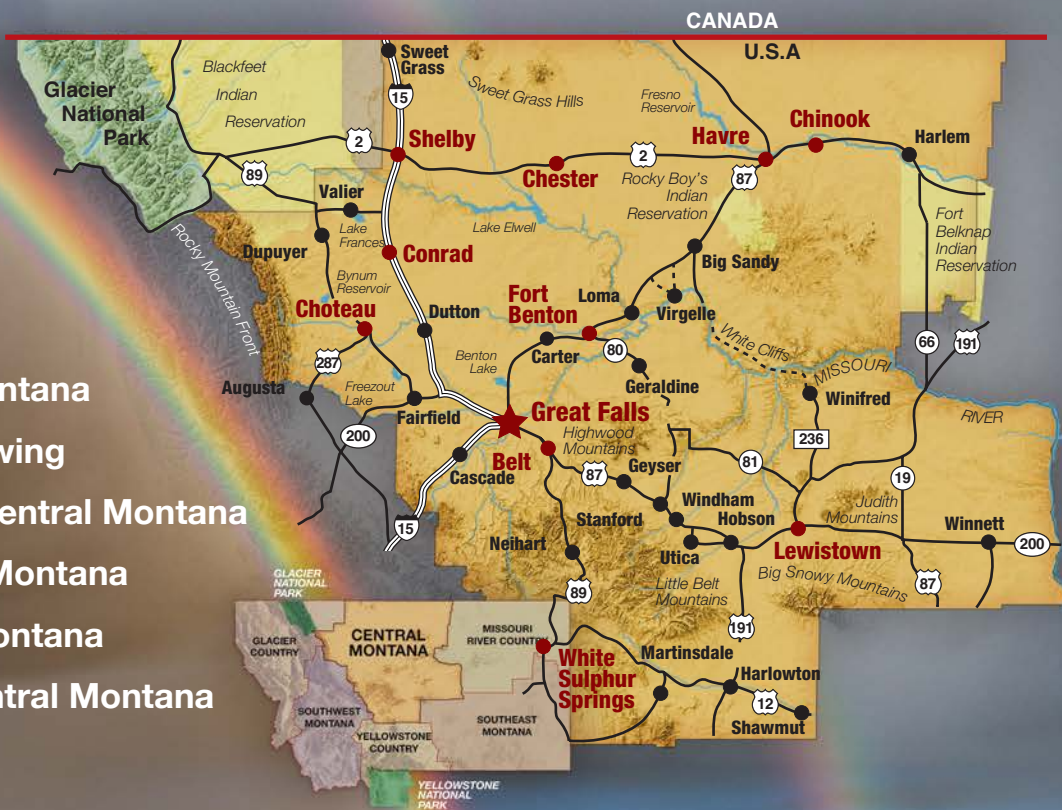 CANADA
U.S.A
Sweet
Grass
Blackfeet
Indian
Reservation
Glacier
National
Park
15
Sweet Grass Hills
Fresno
Reservoir
2
Shelby
2
Havre
Chinook
Harlem
89
Chester
87
Rocky Boy's
Indian
Reservation
Valier
Lake
Frances
Lake Elwell
Fort
Belknap
Indian
Reservation
Dupuyer
Conrad
Big Sandy
Rocky Mountain Front
Bynum
Reservoir
Choteau
Dutton
Fort
Benton
Loma
Virgelle
White Cliffs
Carter
80
66
191
287
Benton
Lake
Geraldine
MISSOURI
RIVER
Augusta
Freezout
Lake
Fairfield
Winifred
200
Great Falls
Highwood
Mountains
236
Belt
Cascade
87
Geyser
81
19
Judith
Mountains
15
Stanford
Windham
Hobson
Winnett
Neihart
Utica
Lewistown
200
Little Belt
Mountains
Big Snowy Mountains
87
89
191
White
Sulphur
Springs
Martinsdale
Harlowton
12
Shawmut
ntana
wing
entral Montana
Montana
ontana
ntral Montana
GLACIER
NATIONAL
PARK
GLACIER
COUNTRY
CENTRAL
MONTANA
MISSOURI
RIVER COUNTRY
SOUTHWEST
MONTANA
YELLOWSTONE
COUNTRY
SOUTHEAST
MONTANA
YELLOWSTONE
NATIONAL
PARK